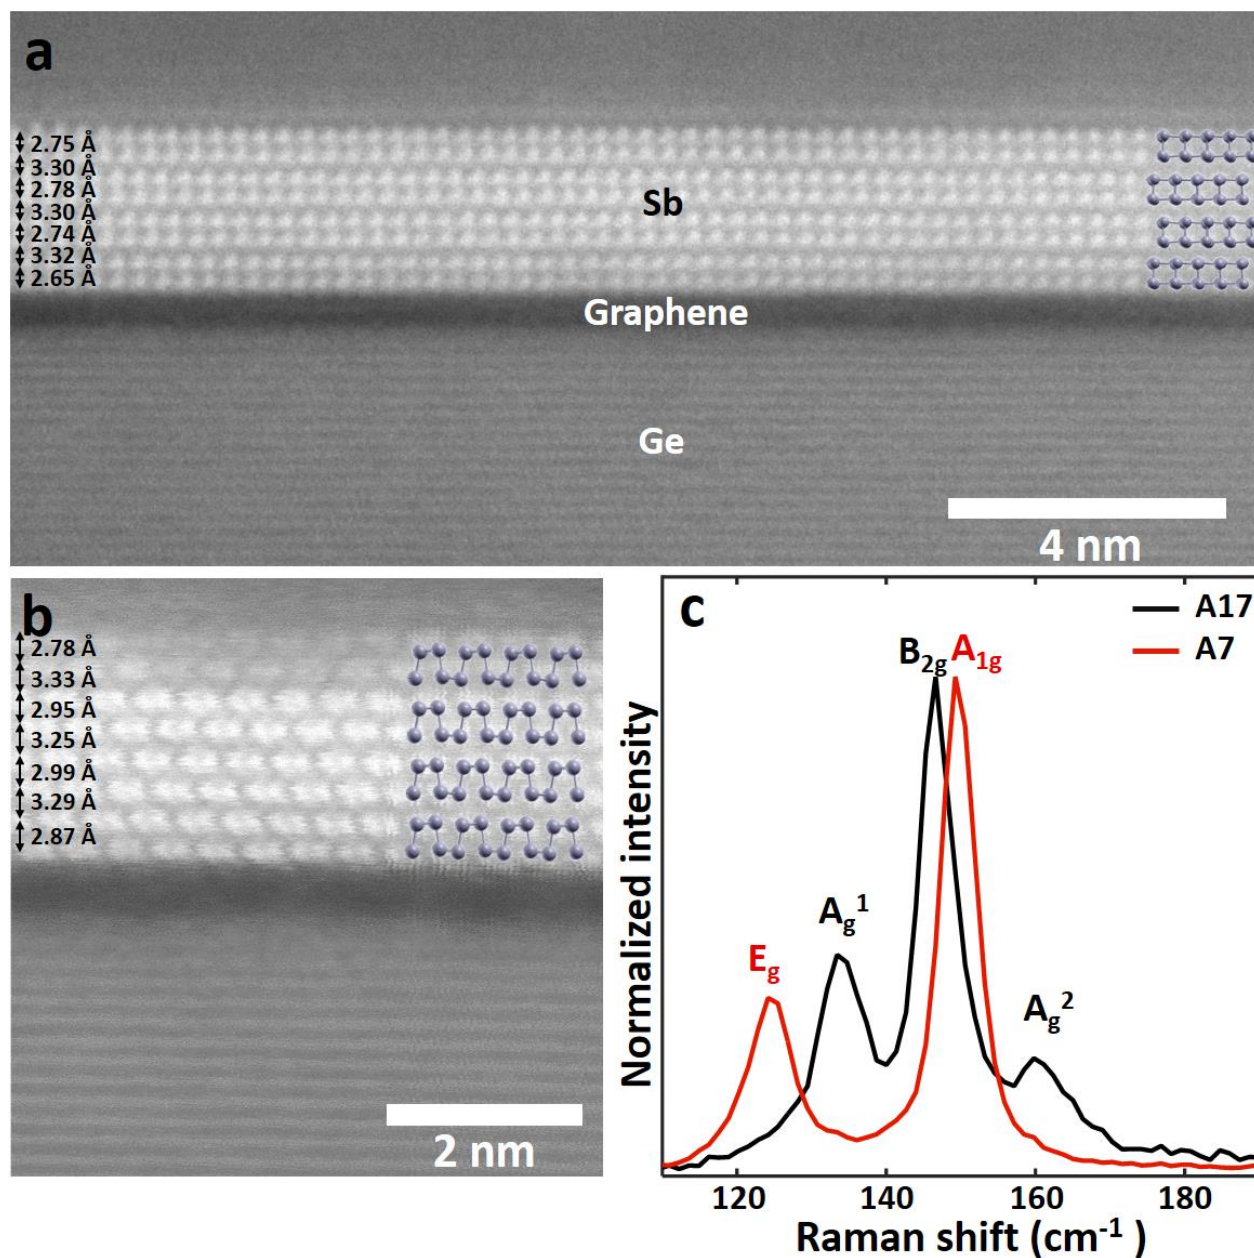 a
2.75 Å
3.30 Å
2.78 Å
3.30 Å
2.74 Å
3.32 Å
2.65 Å
Sb
Graphene
Ge
4 nm
b
2.78 Å
3.33 Å
2.95 Å
3.25 Å
2.99 Å
3.29 Å
2.87 Å
2 nm
c
A17
A7
B₂g A₁g
Ag¹
Eg
Ag²
Normalized intensity
120 140 160 180
Raman shift (cm⁻¹ )